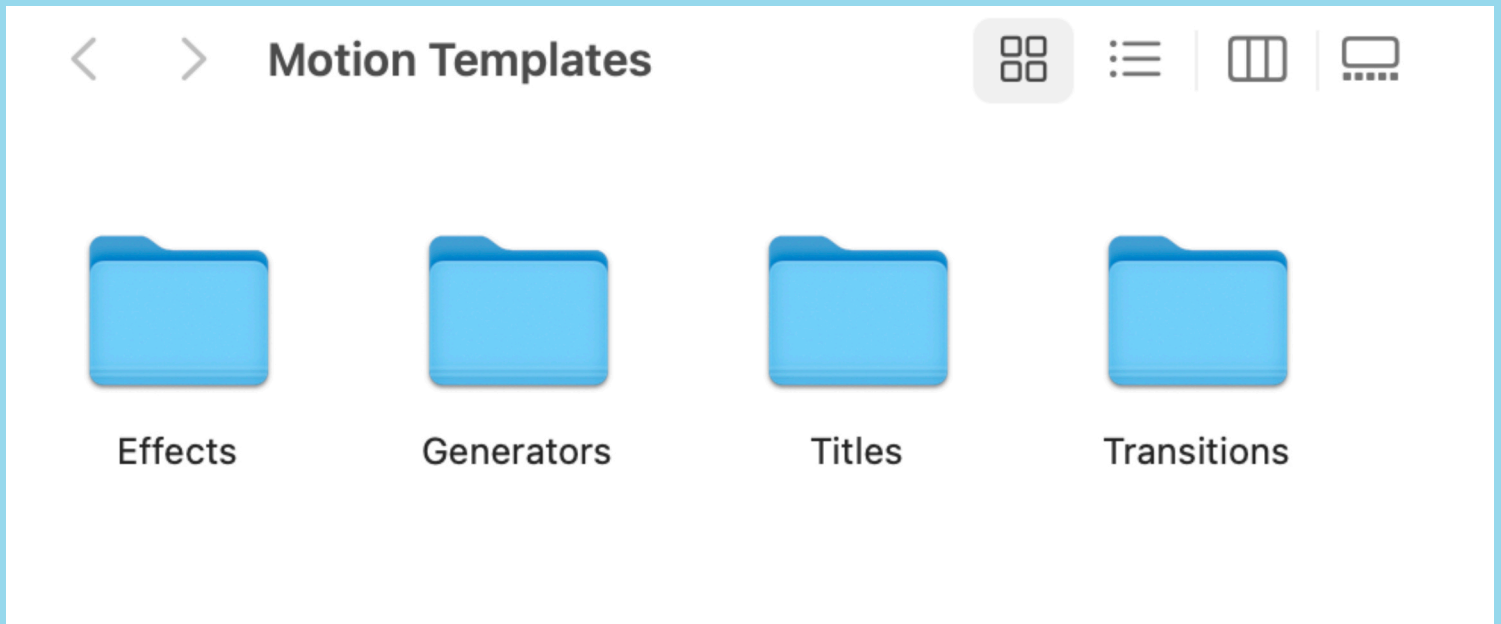 Motion Templates
Effects
Generators
Titles
Transitions